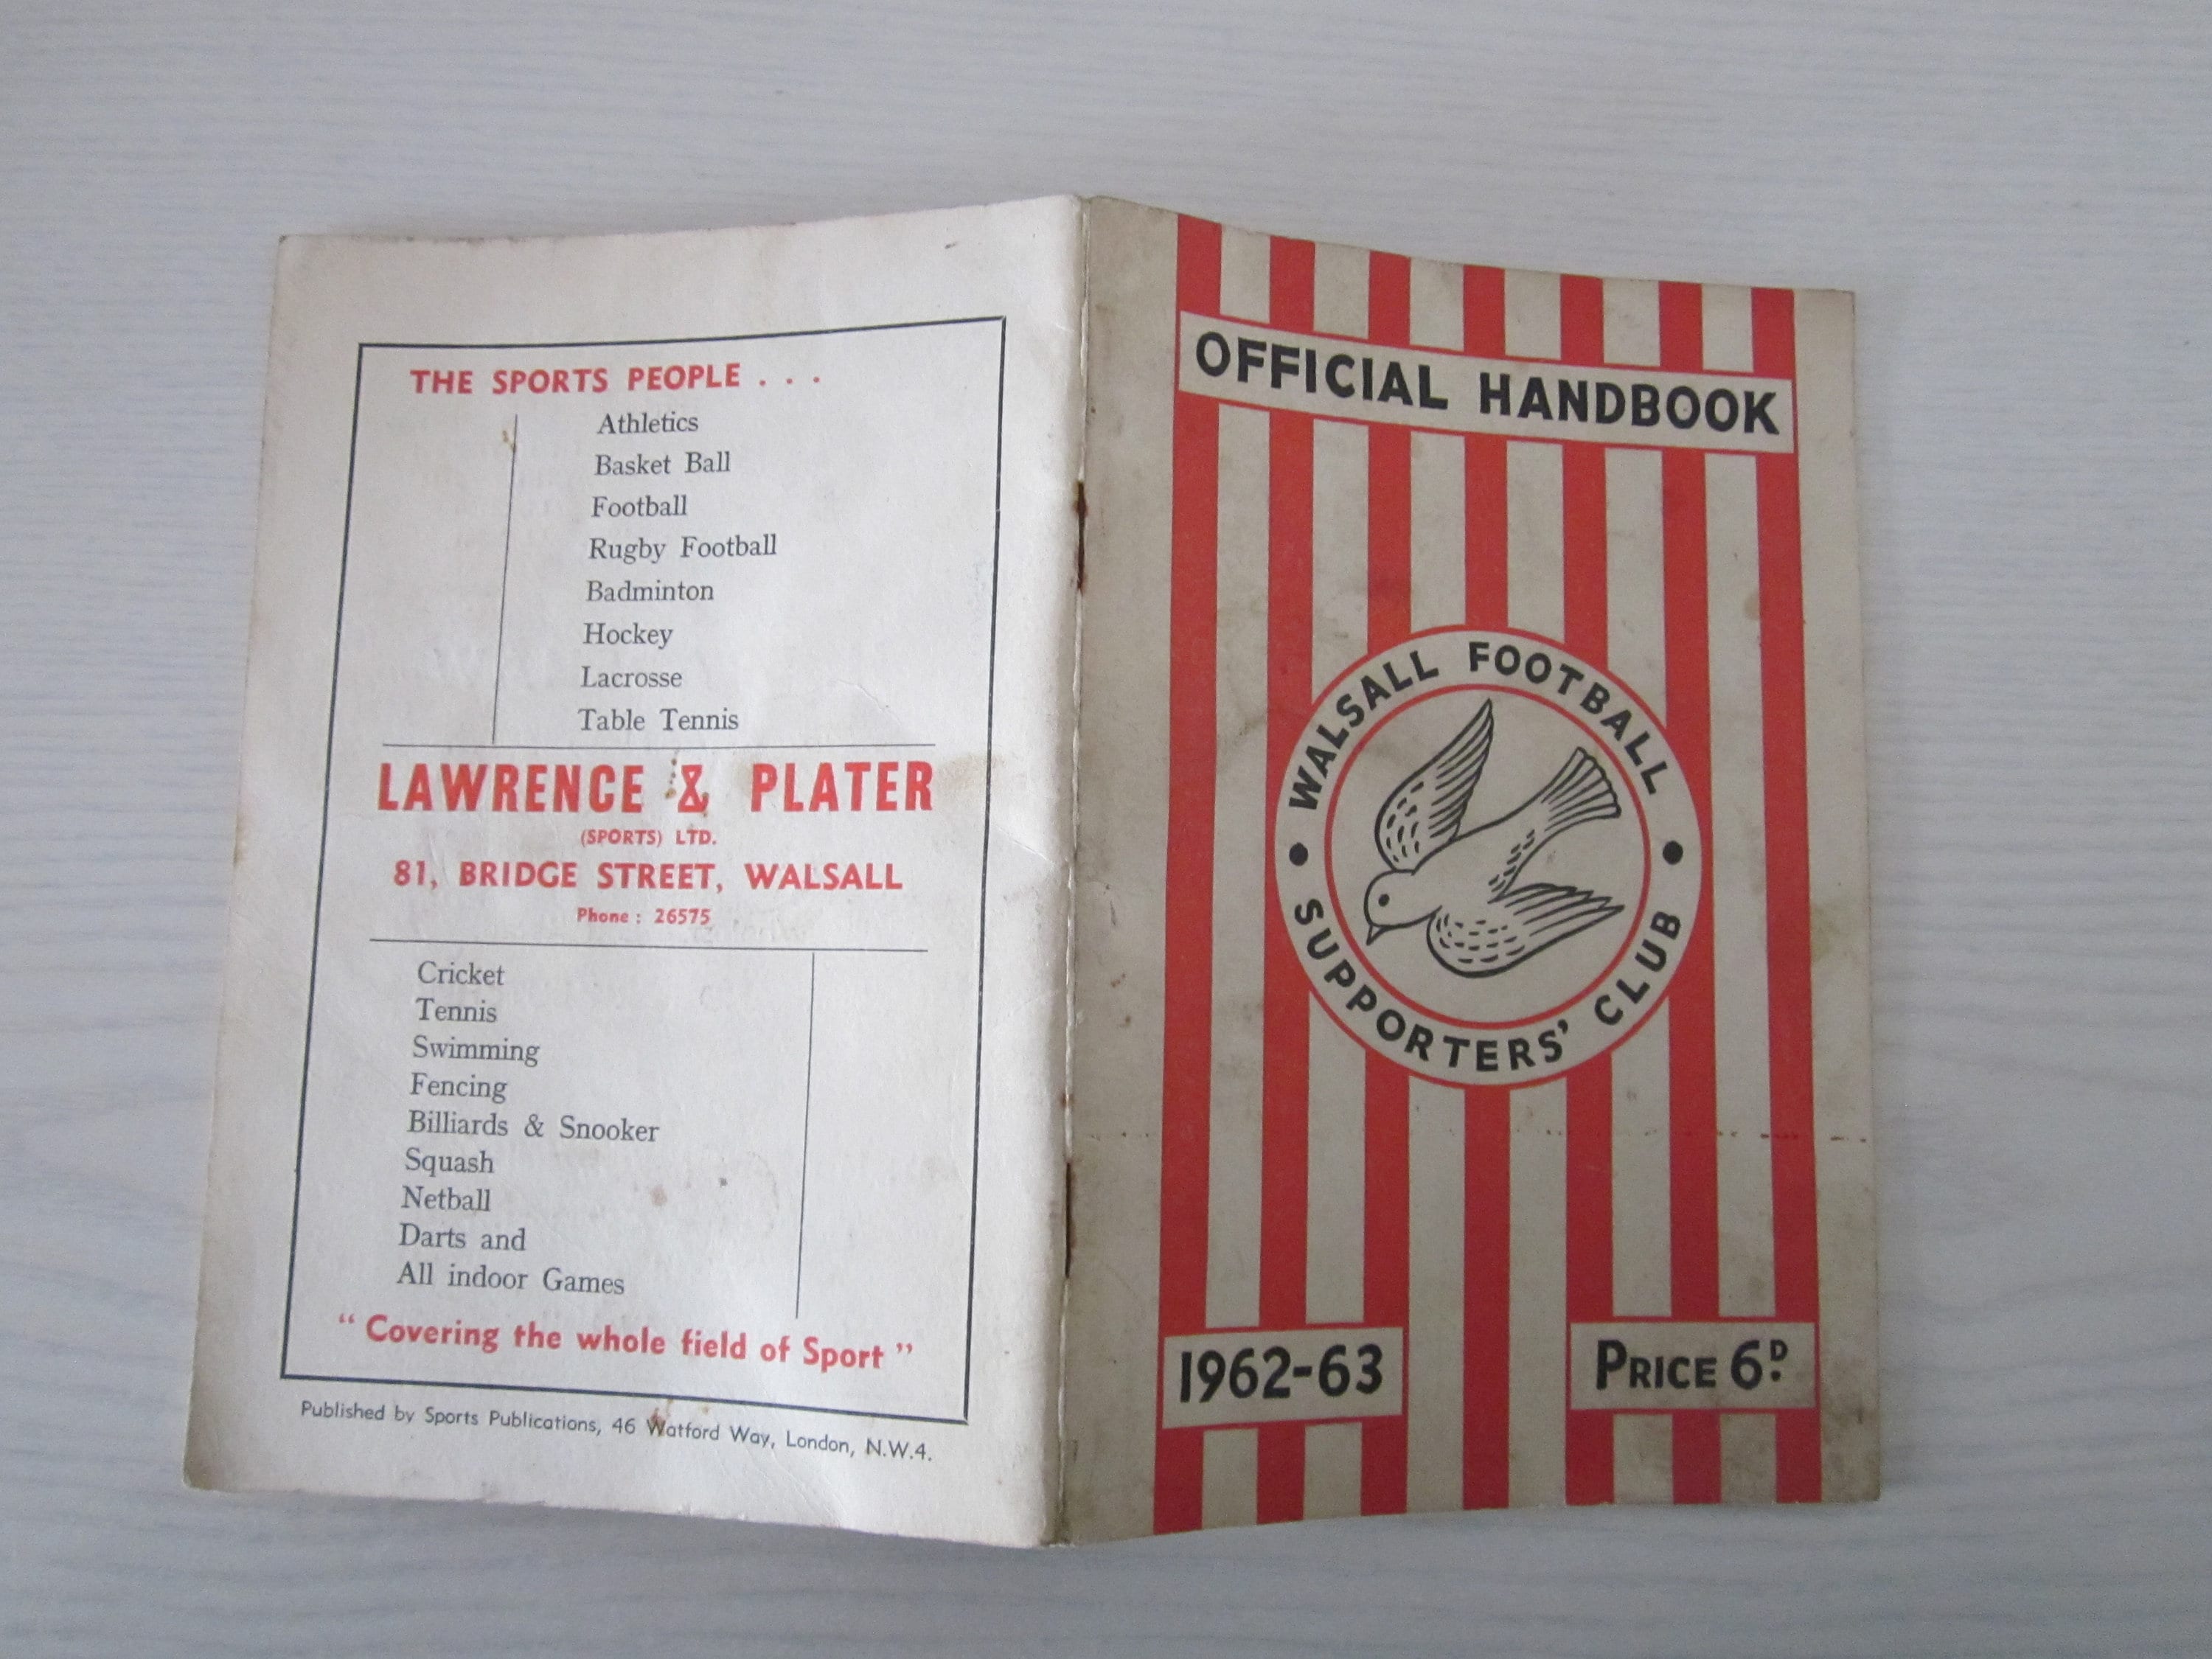 THE SPORTS PEOPLE . . .
Athletics
Basket Ball
Football
Rugby Football
Badminton
Hockey
Lacrosse
Table Tennis
LAWRENCE & PLATER
(SPORTS) LTD.
81, BRIDGE STREET, WALSALL
Phone : 26575
Cricket
Tennis
Swimming
Fencing
Billiards & Snooker
Squash
Netball
Darts and
All indoor Games
“ Covering the whole field of Sport ”
Published by Sports Publications, 46 Watford Way, London, N.W.4.
OFFICIAL HANDBOOK
• WALSALL FOOTBALL •
SUPPORTERS’ CLUB
1962-63
PRICE 6D.